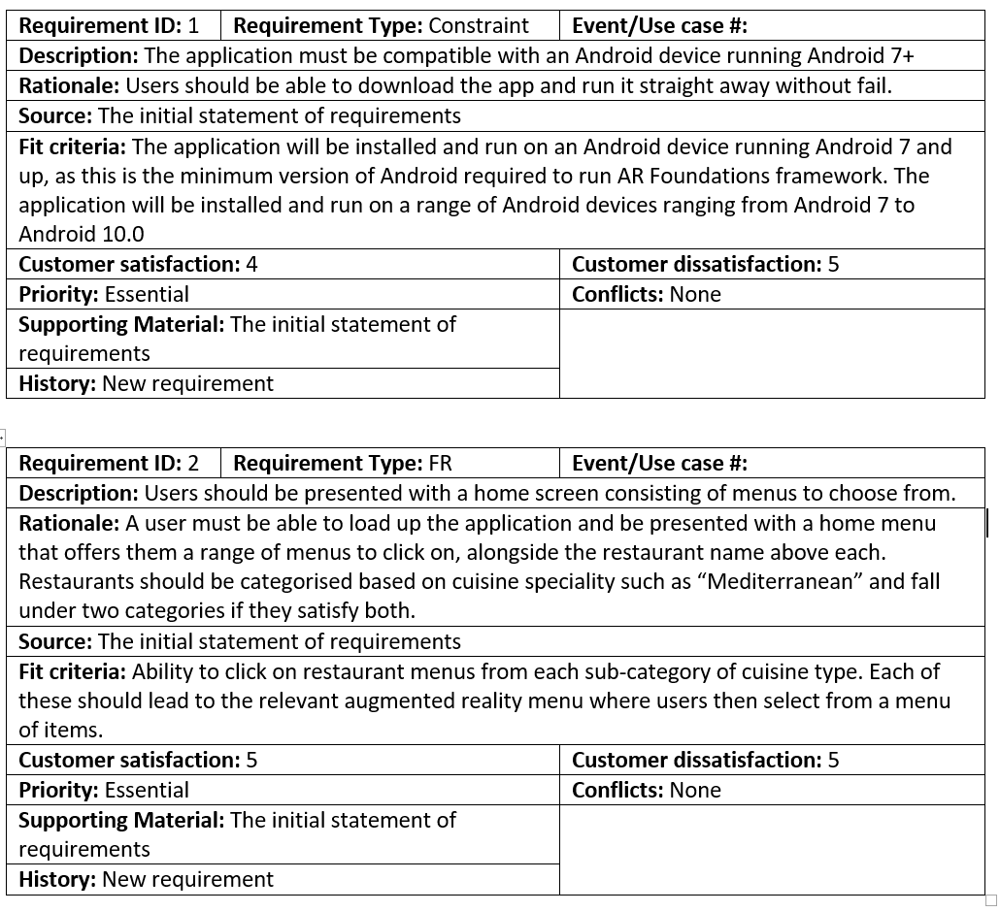 Requirement ID: 1 Requirement Type: Constraint Event/Use case #:
Description: The application must be compatible with an Android device running Android 7+
Rationale: Users should be able to download the app and run it straight away without fail.
Source: The initial statement of requirements
Fit criteria: The application will be installed and run on an Android device running Android 7 and
up, as this is the minimum version of Android required to run AR Foundations framework. The
application will be installed and run on a range of Android devices ranging from Android 7 to
Android 10.0
Customer satisfaction: 4 Customer dissatisfaction: 5
Priority: Essential Conflicts: None
Supporting Material: The initial statement of
requirements
History: New requirement
Requirement ID: 2 Requirement Type: FR Event/Use case #:
Description: Users should be presented with a home screen consisting of menus to choose from.
Rationale: A user must be able to load up the application and be presented with a home menu
that offers them a range of menus to click on, alongside the restaurant name above each.
Restaurants should be categorised based on cuisine speciality such as “Mediterranean” and fall
under two categories if they satisfy both.
Source: The initial statement of requirements
Fit criteria: Ability to click on restaurant menus from each sub-category of cuisine type. Each of
these should lead to the relevant augmented reality menu where users then select from a menu
of items.
Customer satisfaction: 5 Customer dissatisfaction: 5
Priority: Essential Conflicts: None
Supporting Material: The initial statement of
requirements
History: New requirement